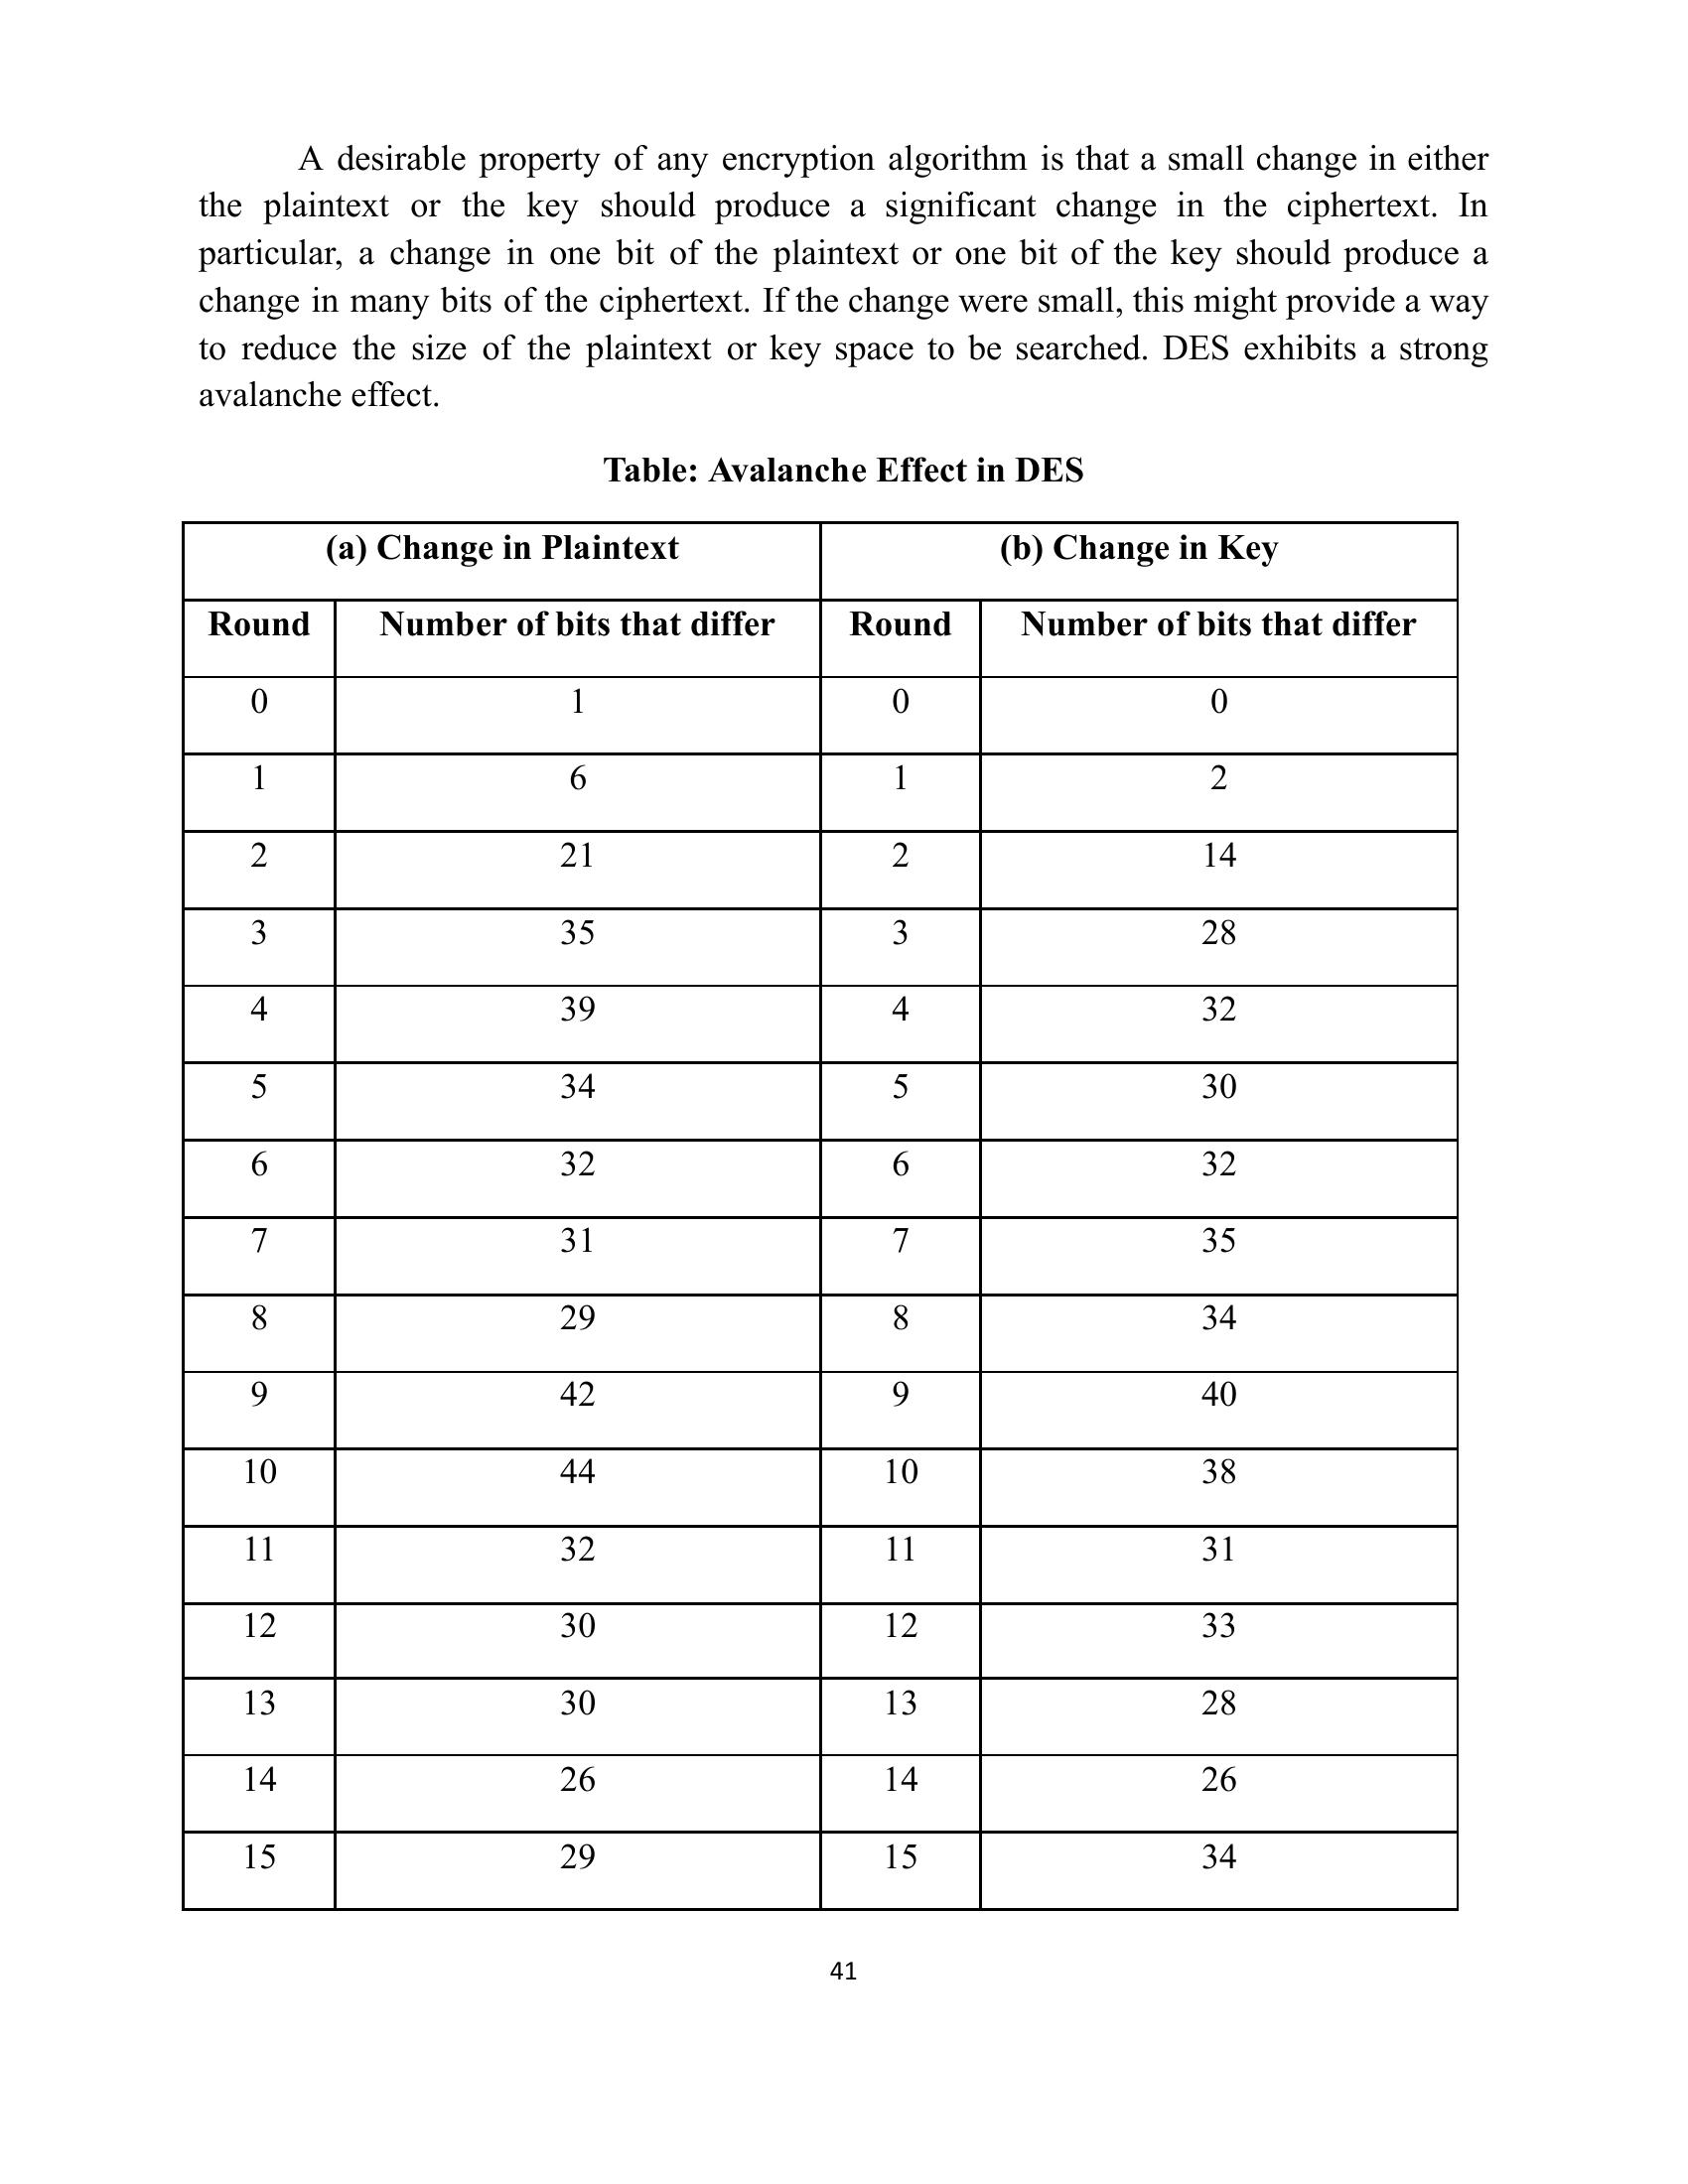 A desirable property of any encryption algorithm is that a small change in either
the plaintext or the key should produce a significant change in the ciphertext. In
particular, a change in one bit of the plaintext or one bit of the key should produce a
change in many bits of the ciphertext. If the change were small, this might provide a way
to reduce the size of the plaintext or key space to be searched. DES exhibits a strong
avalanche effect.
Table: Avalanche Effect in DES
(a) Change in Plaintext (b) Change in Key
Round Number of bits that differ Round Number of bits that differ
0 1 0 0
1 6 1 2
2 21 2 14
3 35 3 28
4 39 4 32
5 34 5 30
6 32 6 32
7 31 7 35
8 29 8 34
9 42 9 40
10 44 10 38
11 32 11 31
12 30 12 33
13 30 13 28
14 26 14 26
15 29 15 34
41